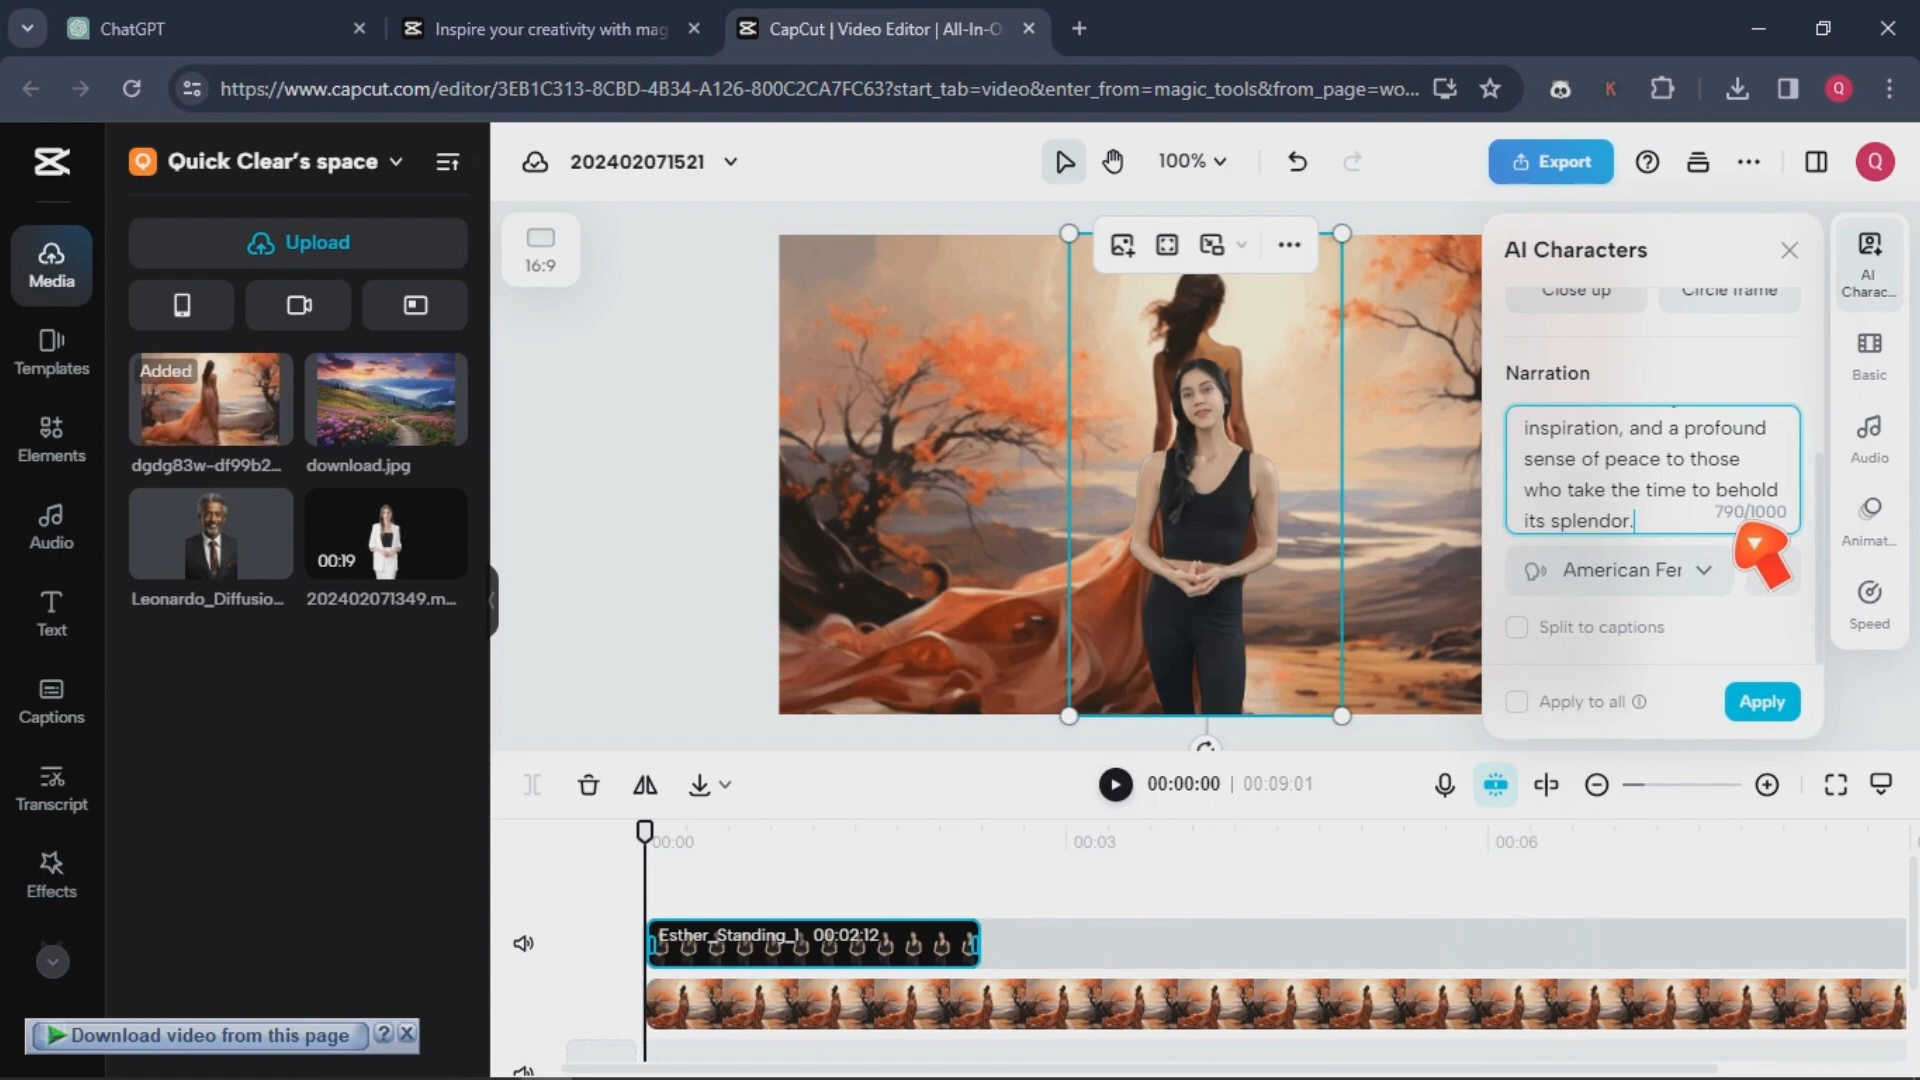 ChatGPT
Inspire your creativity with mag
CapCut | Video Editor | All-In-O
https://www.capcut.com/editor/3EB1C313-8CBD-4B34-A126-800C2CA7FC63?start_tab=video&enter_from=magic_tools&from_page=wo...
K
Q
Quick Clear's space
202402071521
100%
Export
Q
Media
Templates
Elements
Audio
Text
Captions
Transcript
Effects
Upload
Added
dgdg83w-df99b2...
download.jpg
00:19
Leonardo_Diffusio...
202402071349.m...
16:9
AI Characters
Close up
Circle frame
Narration
inspiration, and a profound
sense of peace to those
who take the time to behold
its splendor.
790/1000
American Fer
Split to captions
Apply to all
Apply
AI
Charac...
Basic
Audio
Animat...
Speed
00:00:00 | 00:09:01
00:00
00:03
00:06
Esther_Standing_1 00:02:12
Download video from this page ? X